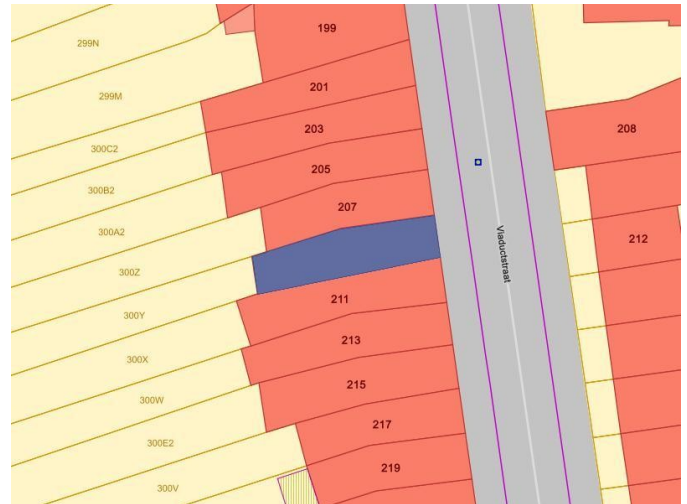 199
299N
201
299M
203
208
300C2
205
300B2
207
300A2
212
Viaductstraat
300Z
211
300Y
213
300X
215
300W
217
300E2
219
300V